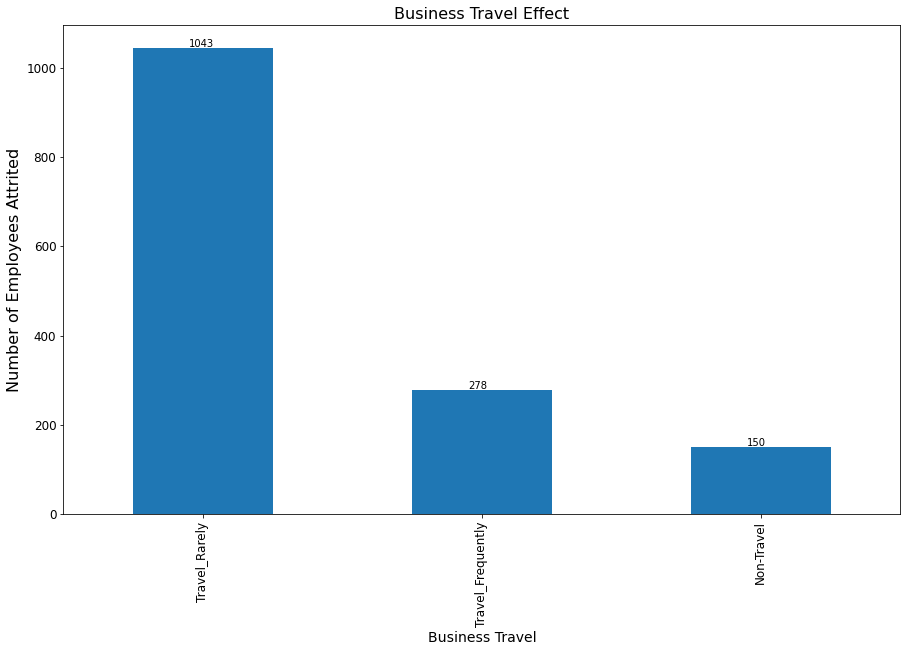 Business Travel Effect
Number of Employees Attrited
1000
800
600
400
200
0
1043
278
150
Travel_Rarely
Travel_Frequently
Non-Travel
Business Travel